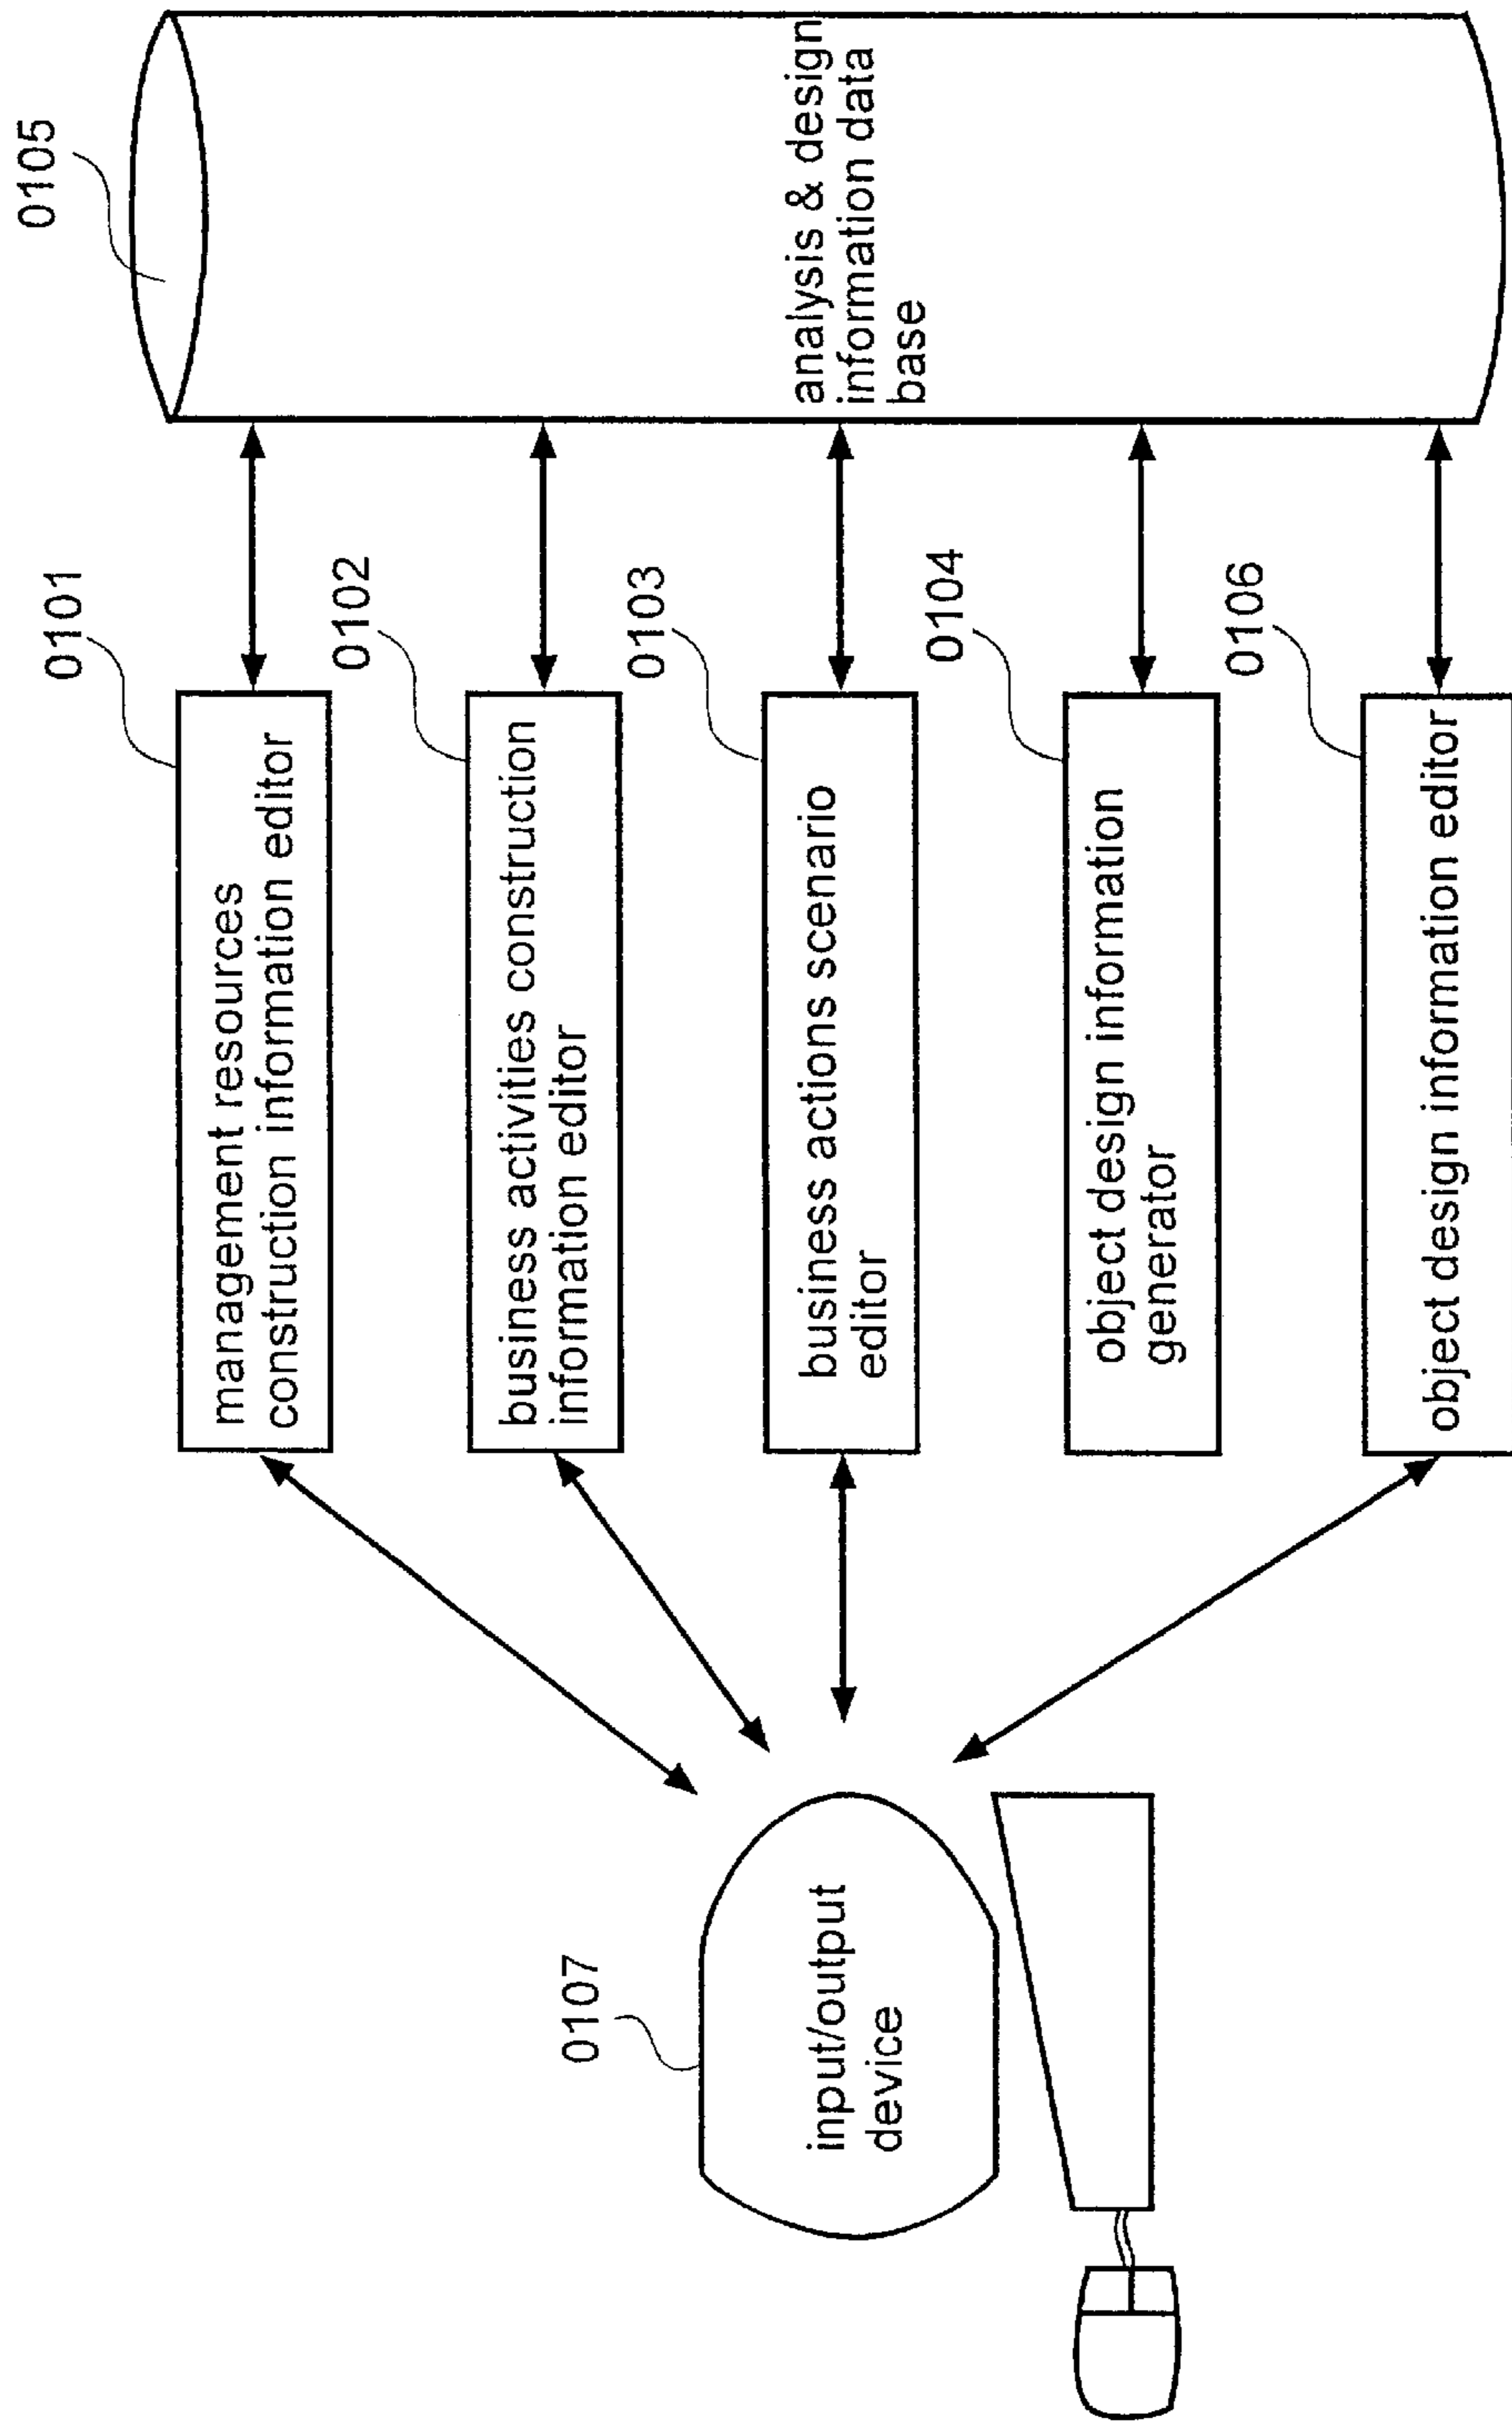 0105
analysis & design
information data
base
0101
management resources
construction information editor
0102
business activities construction
information editor
0103
business actions scenario
editor
0104
object design information
generator
0106
object design information editor
0107
input/output
device